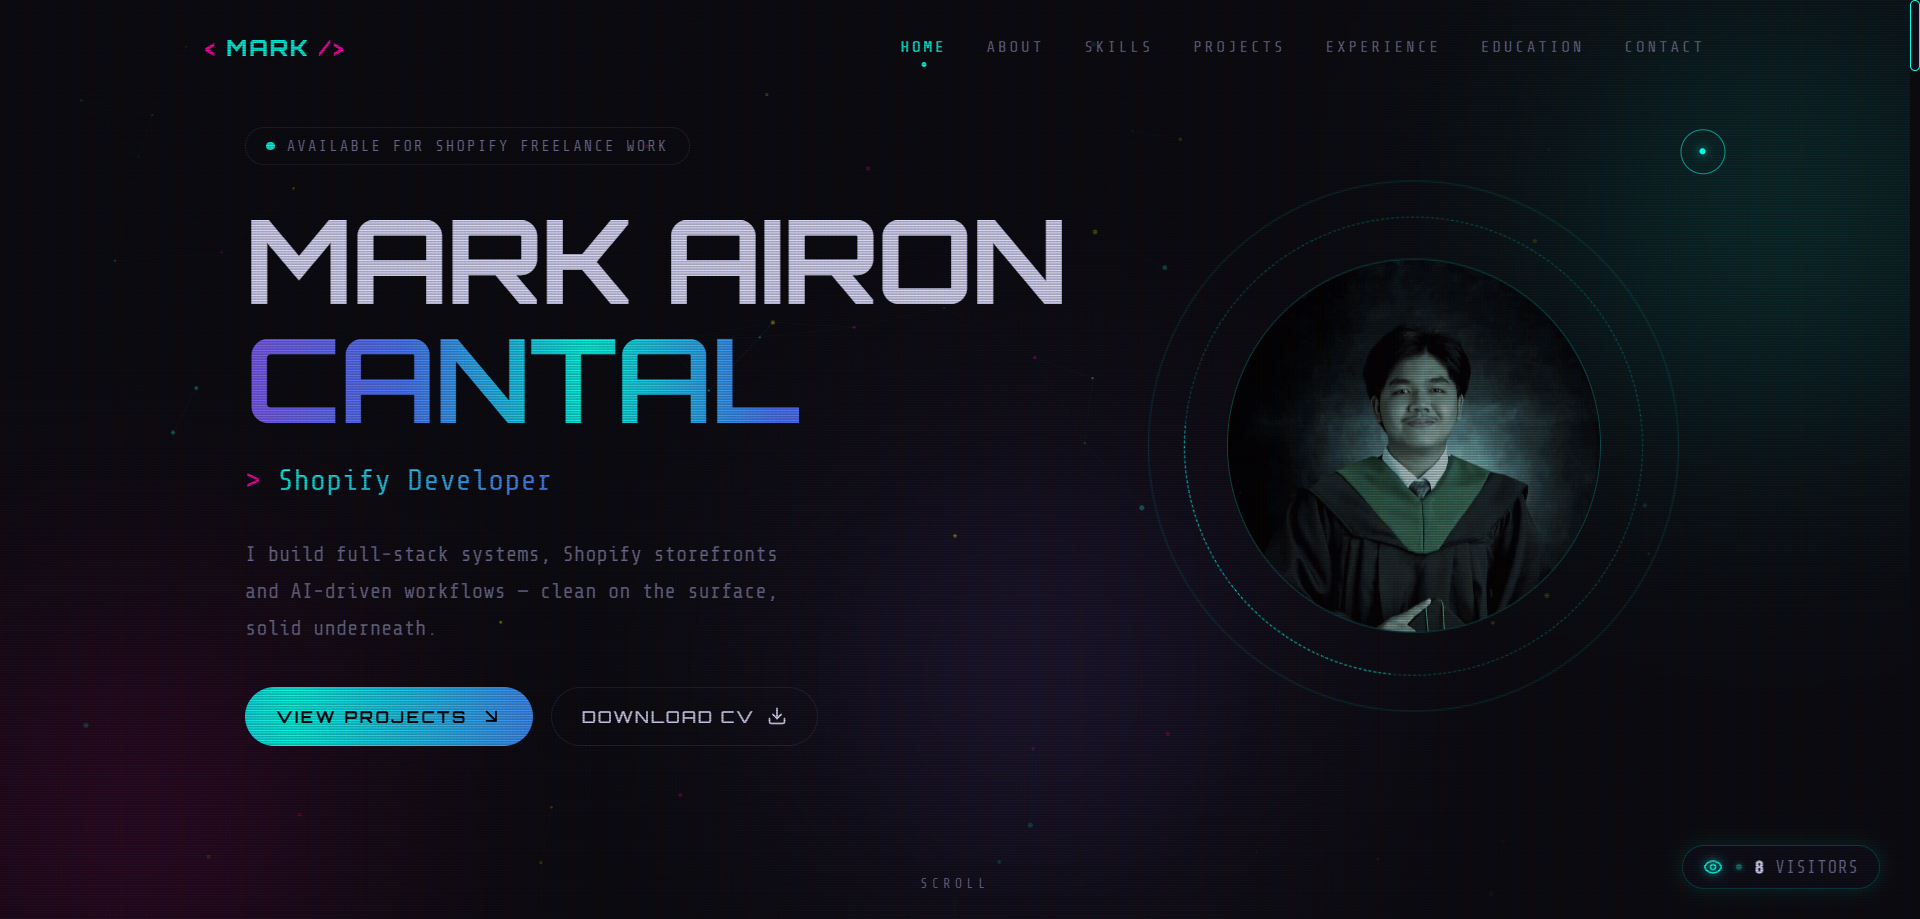 < MARK />
HOME ABOUT SKILLS PROJECTS EXPERIENCE EDUCATION CONTACT
AVAILABLE FOR SHOPIFY FREELANCE WORK
MARK AIRON
CANTAL
> Shopify Developer
I build full-stack systems, Shopify storefronts
and AI-driven workflows — clean on the surface,
solid underneath.
VIEW PROJECTS
DOWNLOAD CV
SCROLL
8 VISITORS